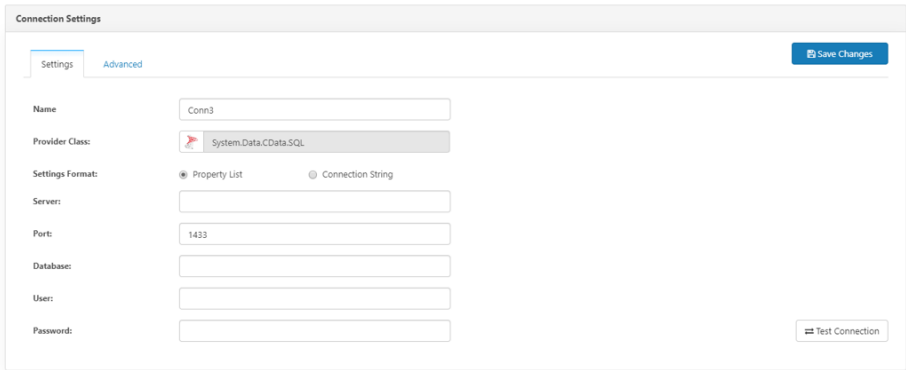 Connection Settings
Settings Advanced Save Changes
Name Conn3
Provider Class: System.Data.CData.SQL
Settings Format: Property List Connection String
Server:
Port: 1433
Database:
User:
Password: Test Connection